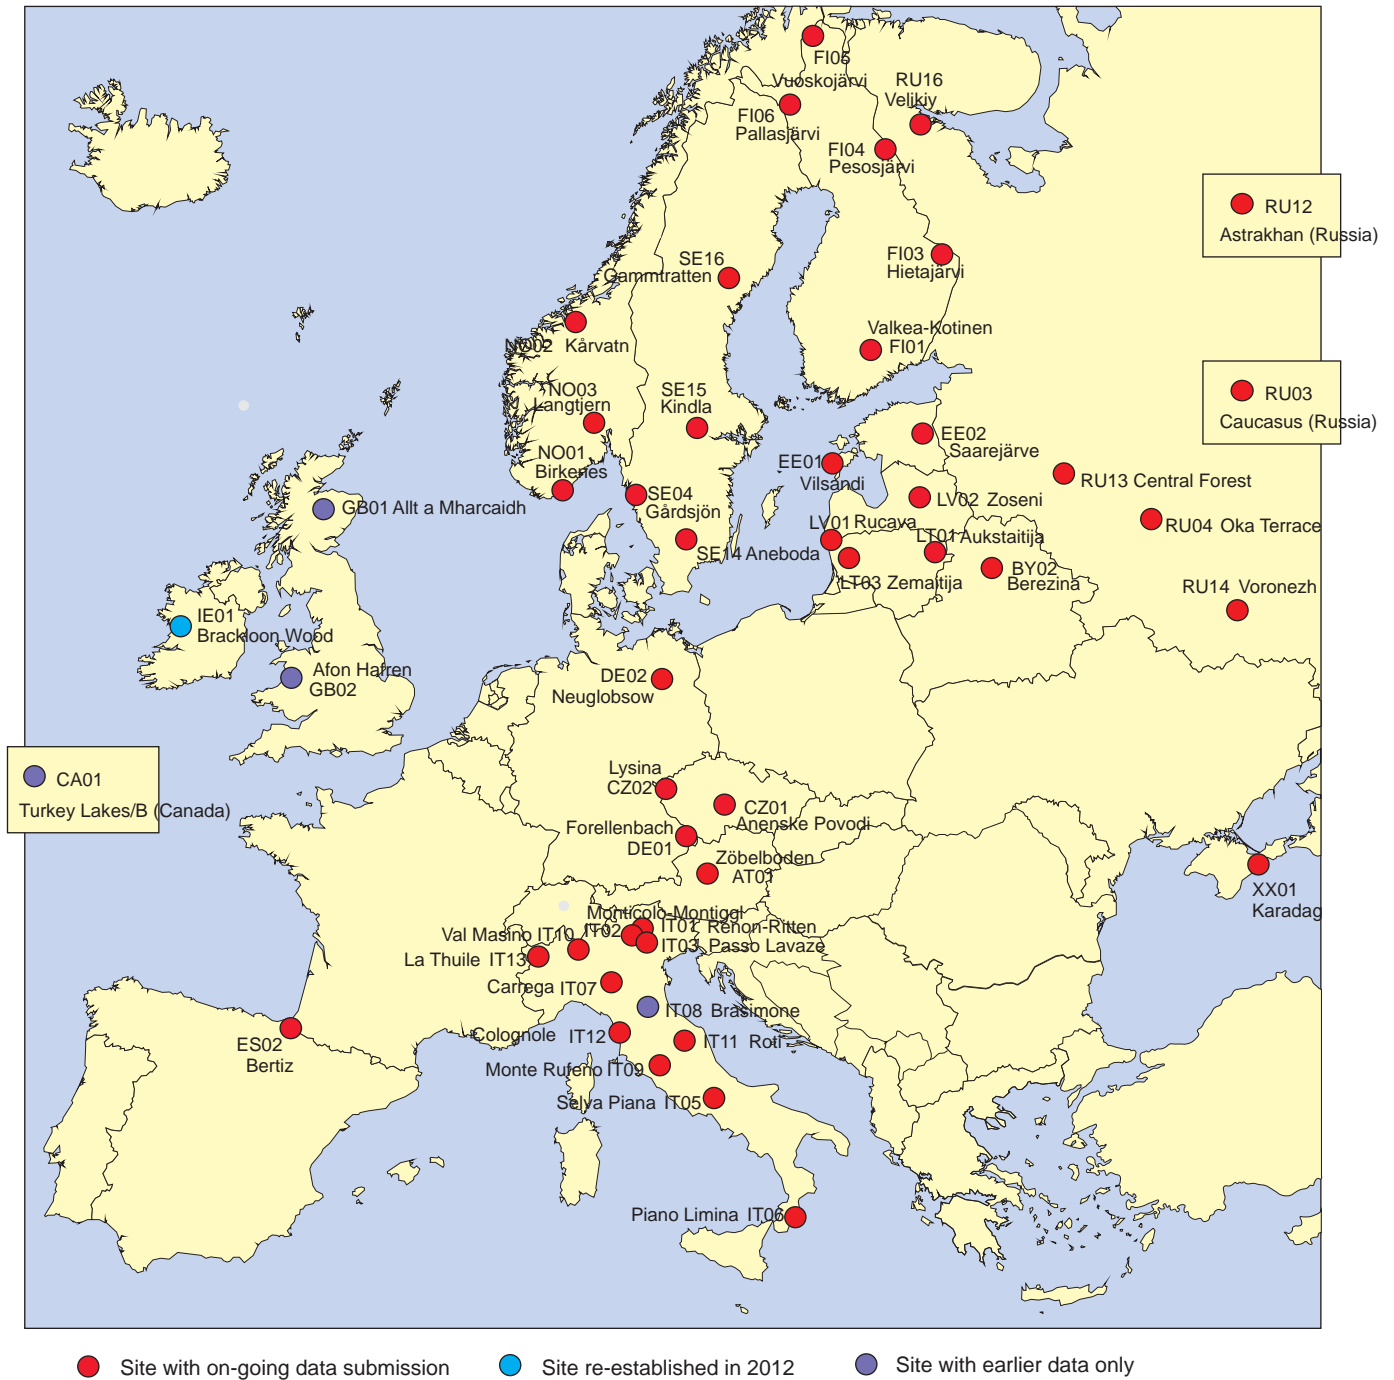 FI05
Vuoskojärvi
RU16
Velikiy
FI06
Pallasjärvi
FI04
Pesosjärvi
RU12
Astrakhan (Russia)
FI03
Hietajärvi
SE16
Gammtratten
Valkea-Kotinen
FI01
NO02 Kårvatn
RU03
Caucasus (Russia)
NO03
Langtjern
SE15
Kindla
EE02
Saarejärve
NO01
Birkenes
EE01
Vilsandi
RU13 Central Forest
SE04
Gårdsjön
LV02 Zoseni
GB01 Allt a Mharcaidh
LV01 Rucava
RU04 Oka Terrace
LT01 Aukstaitija
SE14 Aneboda
BY02
Berezina
LT03 Zemaitija
RU14 Voronezh
IE01
Brackloon Wood
Afon Hafren
GB02
DE02
Neuglobsow
CA01
Turkey Lakes/B (Canada)
Lysina
CZ02
CZ01
Anenske Povodi
Forellenbach
DE01
Zöbelboden
AT01
XX01
Karadag
Monticolo-Montiggl
IT02
IT01 Renon-Ritten
Val Masino IT10
IT03 Passo Lavaze
La Thuile IT13
Carrega IT07
IT08 Brasimone
Colognole IT12
IT11 Roti
ES02
Bertiz
Monte Rufeno IT09
Selva Piana IT05
Piano Limina IT06
Site with on-going data submission
Site re-established in 2012
Site with earlier data only